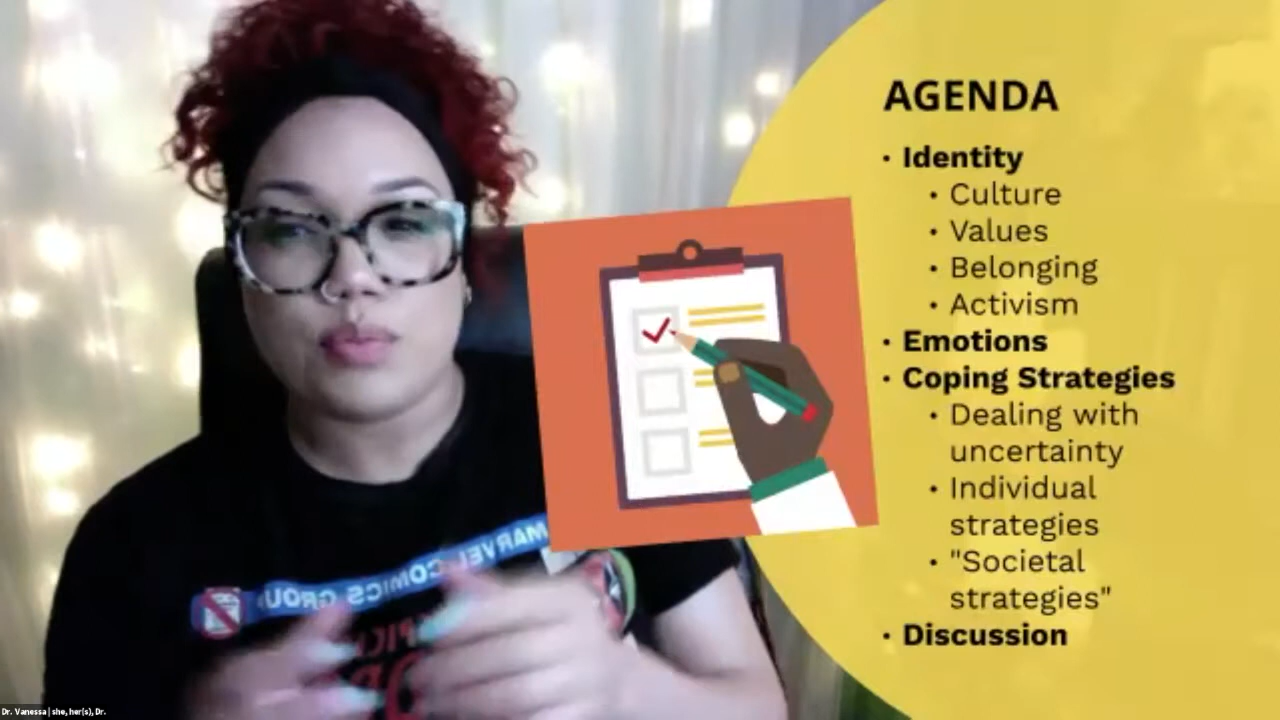 AGENDA
· Identity
· Culture
· Values
· Belonging
· Activism
· Emotions
· Coping Strategies
· Dealing with
uncertainty
· Individual
strategies
· "Societal
strategies"
· Discussion
MARVEL COMICS GROUP
Dr. Vanessa | she, her(s), Dr.